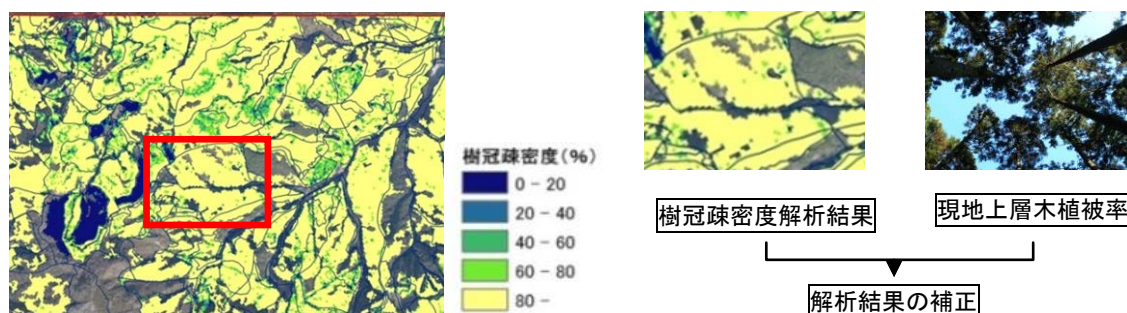 樹冠疎密度(%)
0 - 20
20 - 40
40 - 60
60 - 80
80 -
樹冠疎密度解析結果
現地上層木植被率
解析結果の補正